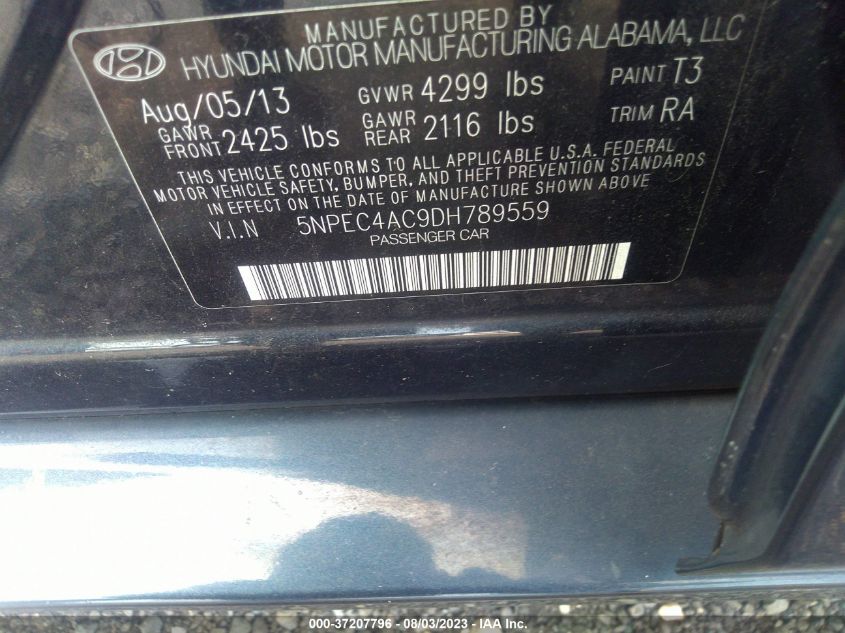 MANUFACTURED BY
HYUNDAI MOTOR MANUFACTURING ALABAMA, LLC
Aug/05/13 GVWR 4299 lbs PAINT T3
GAWR FRONT 2425 lbs GAWR REAR 2116 lbs TRIM RA
THIS VEHICLE CONFORMS TO ALL APPLICABLE U.S.A. FEDERAL
MOTOR VEHICLE SAFETY, BUMPER, AND THEFT PREVENTION STANDARDS
IN EFFECT ON THE DATE OF MANUFACTURE SHOWN ABOVE
V.I.N 5NPEC4AC9DH789559
PASSENGER CAR
000-37207796 - 08/03/2023 - © IAA, Inc.